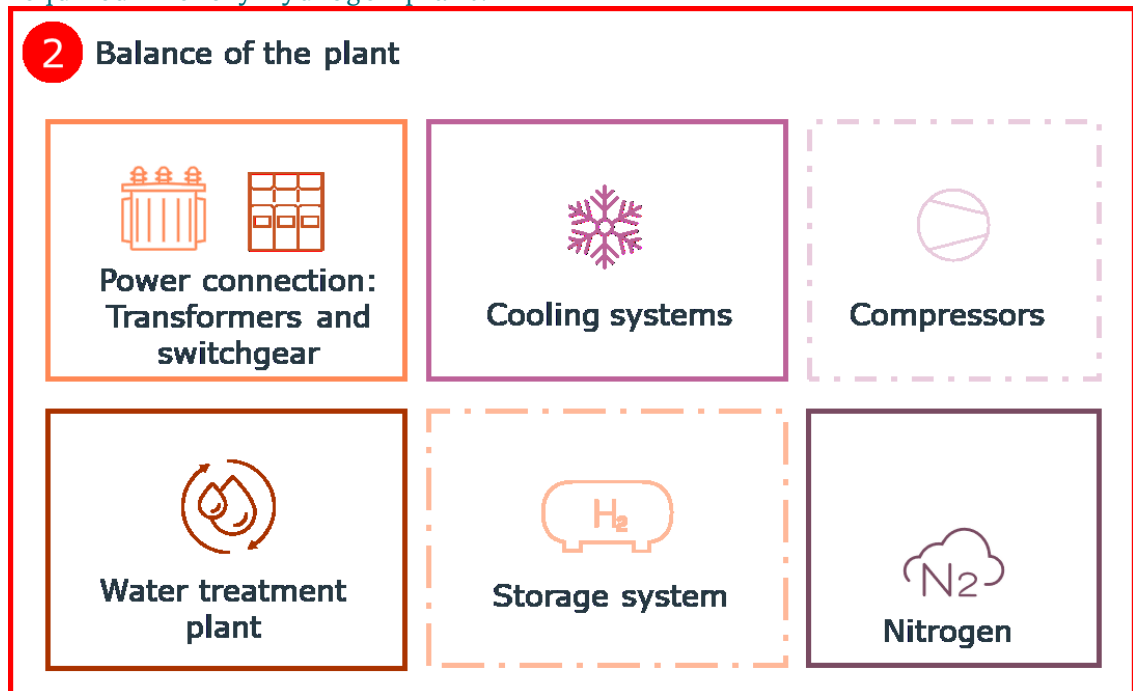 2 Balance of the plant
Power connection:
Transformers and
switchgear
Cooling systems
Compressors
Water treatment
plant
H₂
Storage system
N2
Nitrogen